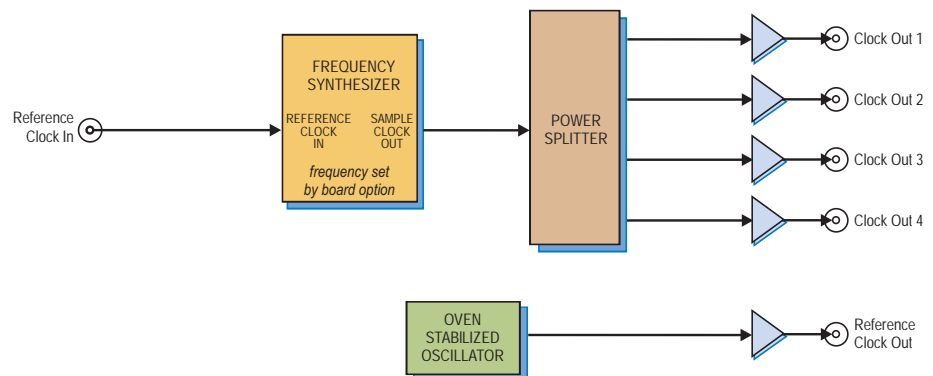 Reference
Clock In
FREQUENCY
SYNTHESIZER
REFERENCE
CLOCK
IN
SAMPLE
CLOCK
OUT
frequency set
by board option
POWER
SPLITTER
Clock Out 1
Clock Out 2
Clock Out 3
Clock Out 4
OVEN
STABILIZED
OSCILLATOR
Reference
Clock Out